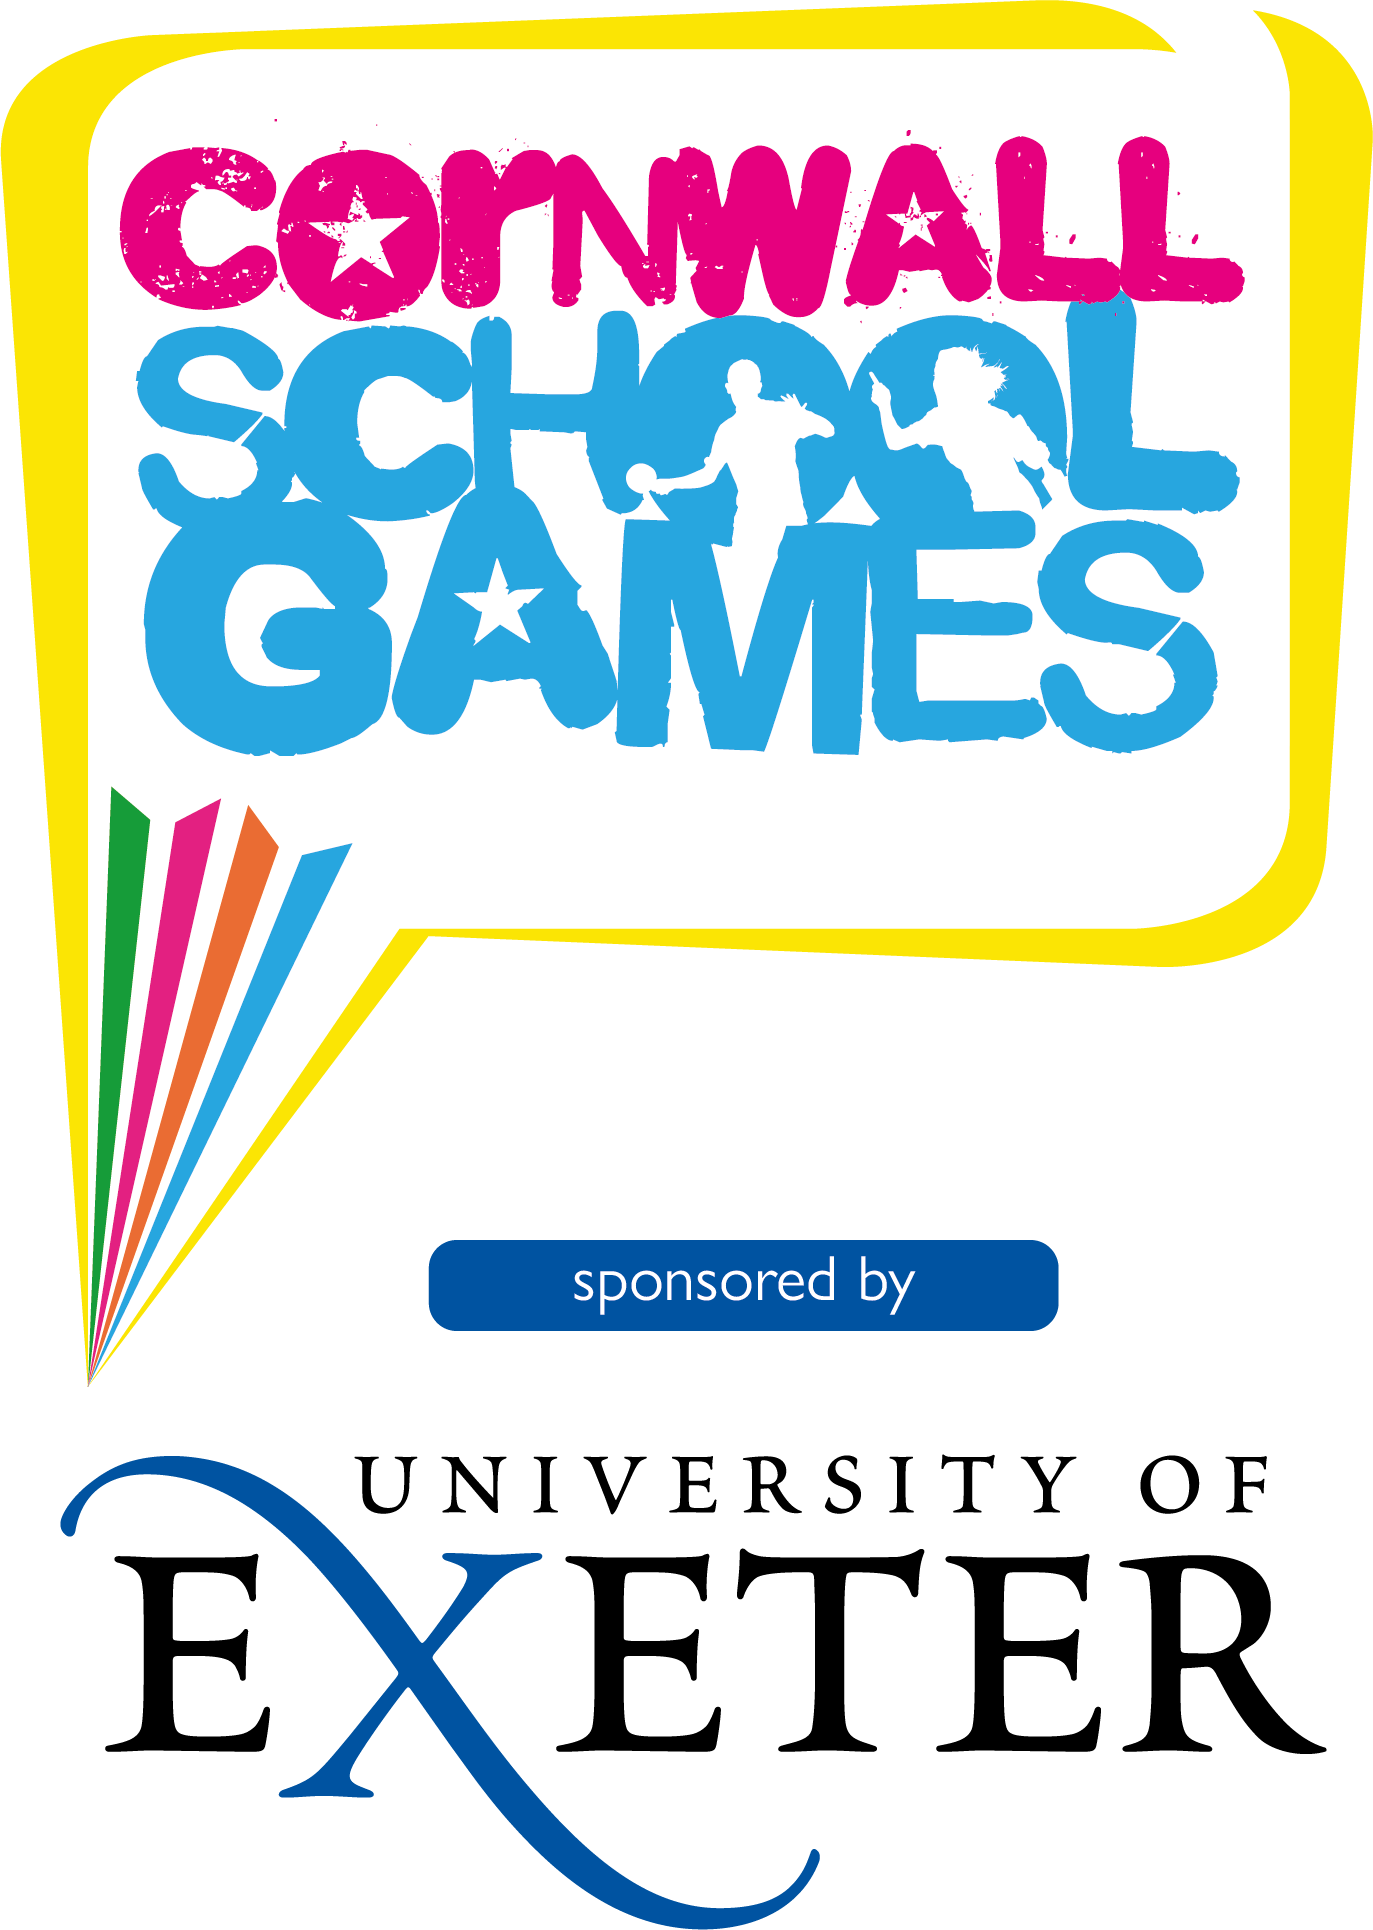 cornwall
SCHOOL
GAMES
sponsored by
UNIVERSITY OF
EXETER